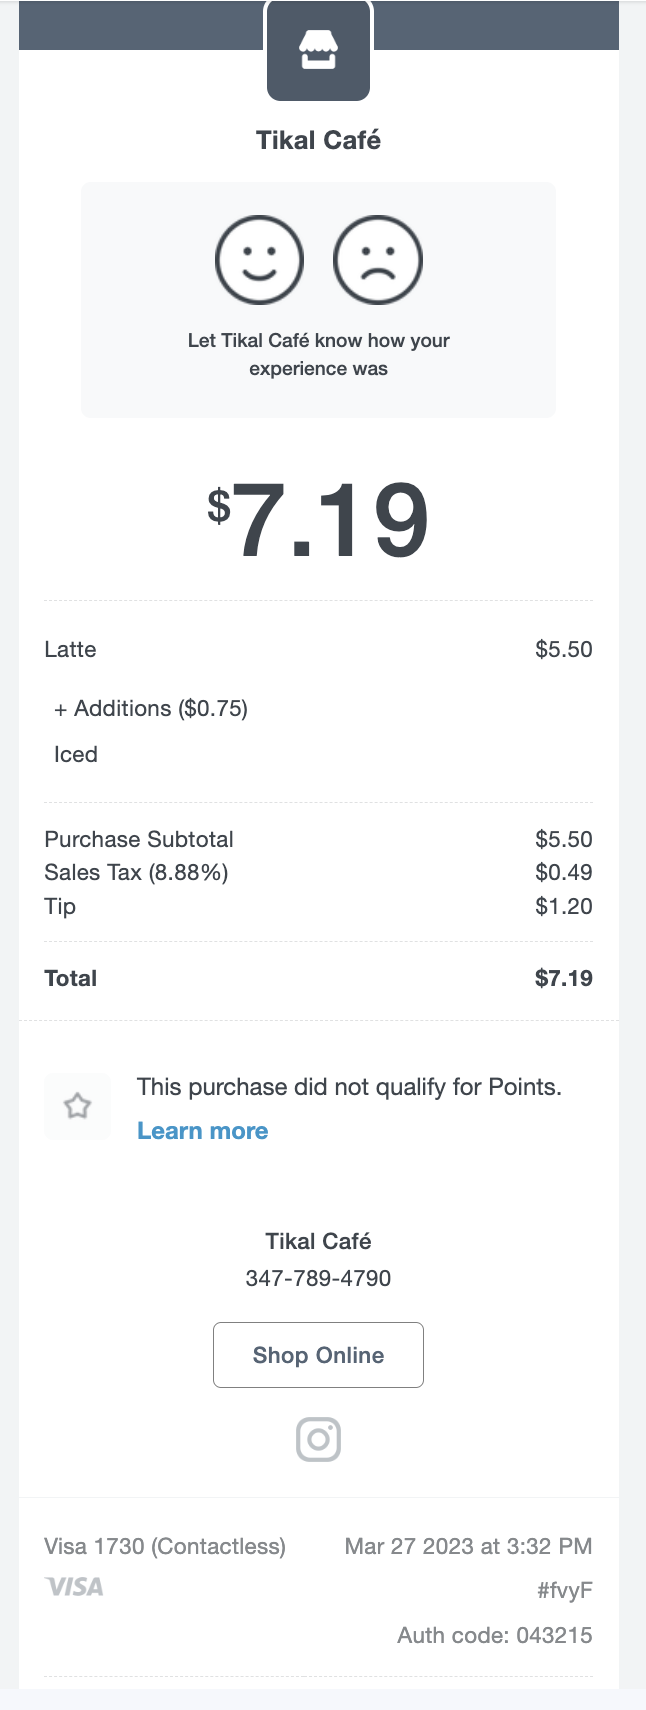 Tikal Café
Let Tikal Café know how your
experience was
$7.19
Latte $5.50
+ Additions ($0.75)
Iced
Purchase Subtotal $5.50
Sales Tax (8.88%) $0.49
Tip $1.20
Total $7.19
This purchase did not qualify for Points.
Learn more
Tikal Café
347-789-4790
Shop Online
Visa 1730 (Contactless) Mar 27 2023 at 3:32 PM
VISA #fvyF
Auth code: 043215